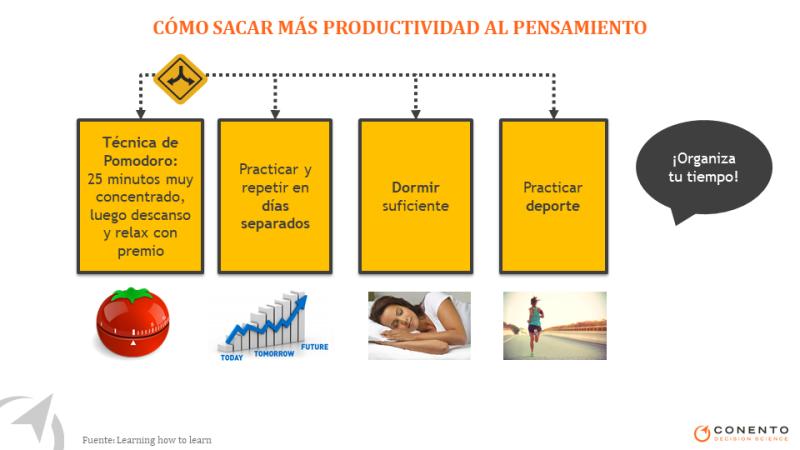 CÓMO SACAR MÁS PRODUCTIVIDAD AL PENSAMIENTO
Técnica de
Pomodoro:
25 minutos muy
concentrado,
luego descanso
y relax con
premio
Practicar y
repetir en
días
separados
Dormir
suficiente
Practicar
deporte
¡Organiza
tu tiempo!
TODAY
TOMORROW
FUTURE
Fuente: Learning how to learn
CONENTO
DECISION SCIENCE